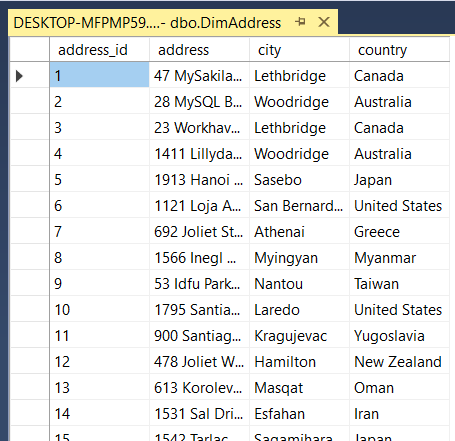 DESKTOP-MFPMP59....- dbo.DimAddress
address_id address city country
1 47 MySakila... Lethbridge Canada
2 28 MySQL B... Woodridge Australia
3 23 Workhav... Lethbridge Canada
4 1411 Lillyda... Woodridge Australia
5 1913 Hanoi ... Sasebo Japan
6 1121 Loja A... San Bernard... United States
7 692 Joliet St... Athenai Greece
8 1566 Inegl ... Myingyan Myanmar
9 53 Idfu Park... Nantou Taiwan
10 1795 Santia... Laredo United States
11 900 Santiag... Kragujevac Yugoslavia
12 478 Joliet W... Hamilton New Zealand
13 613 Korolev... Masqat Oman
14 1531 Sal Dri... Esfahan Iran
15 1542 Tarlac ... Sagamihara Japan